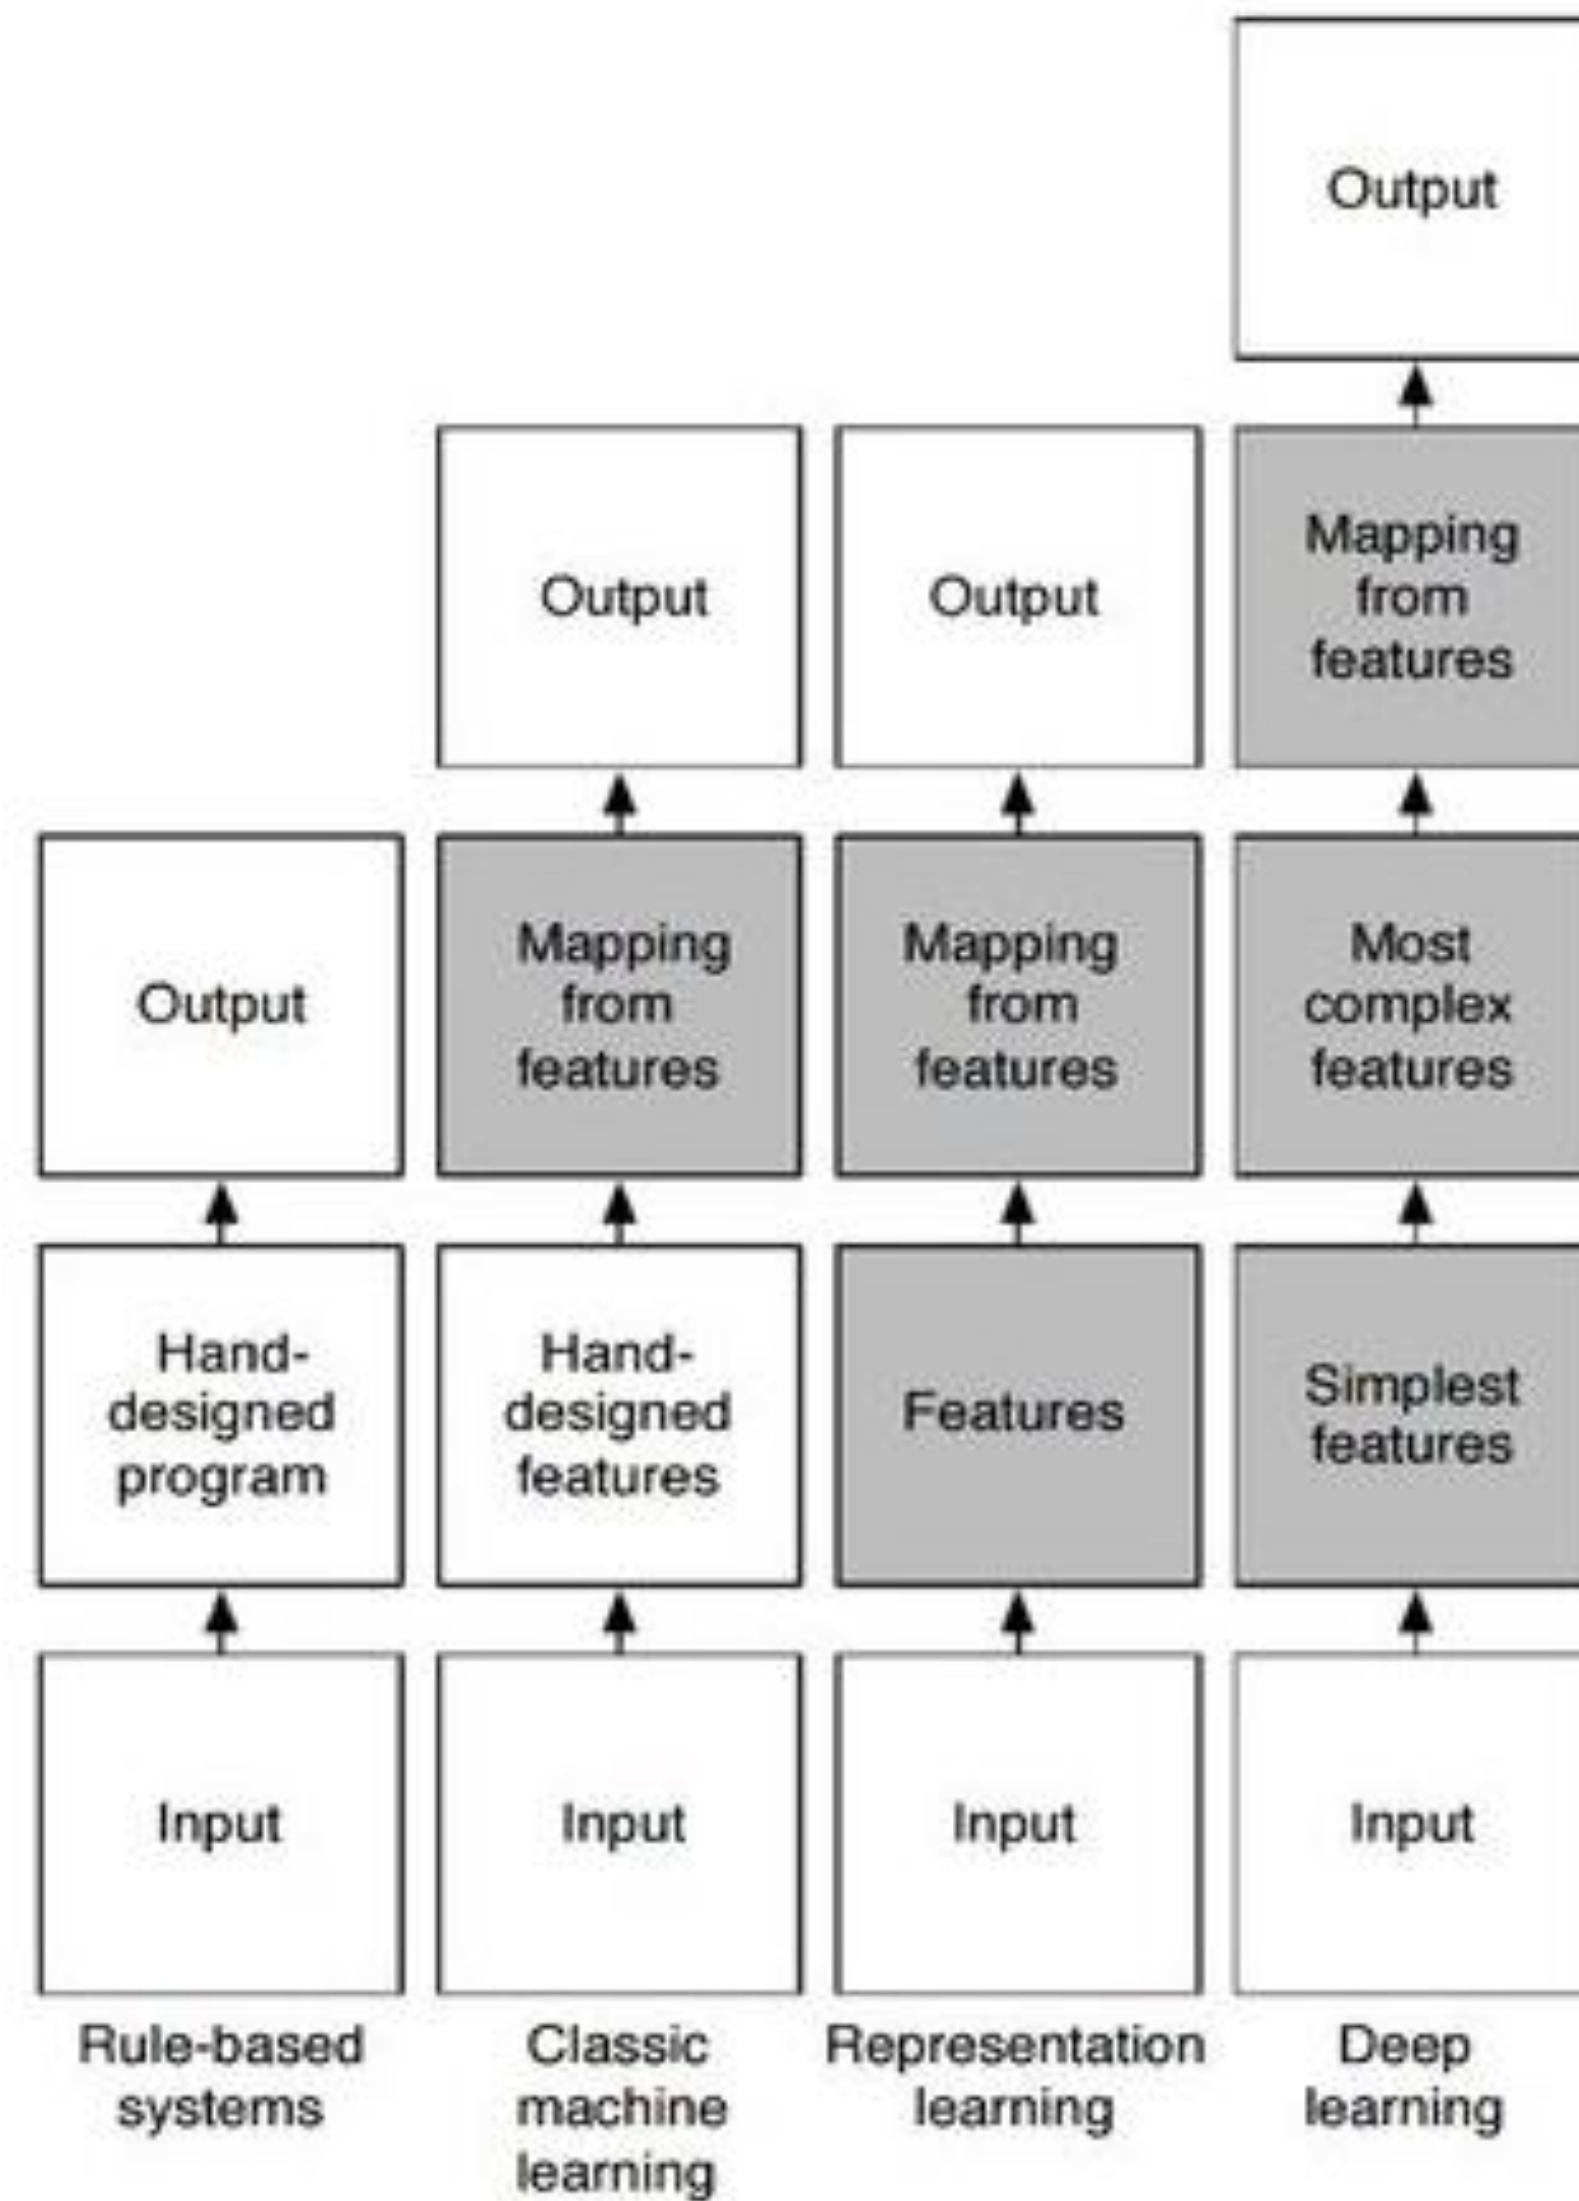 Output
Output
Output
Mapping
from
features
Output
Mapping
from
features
Mapping
from
features
Most
complex
features
Hand-
designed
program
Hand-
designed
features
Features
Simplest
features
Input
Input
Input
Input
Rule-based
systems
Classic
machine
learning
Representation
learning
Deep
learning